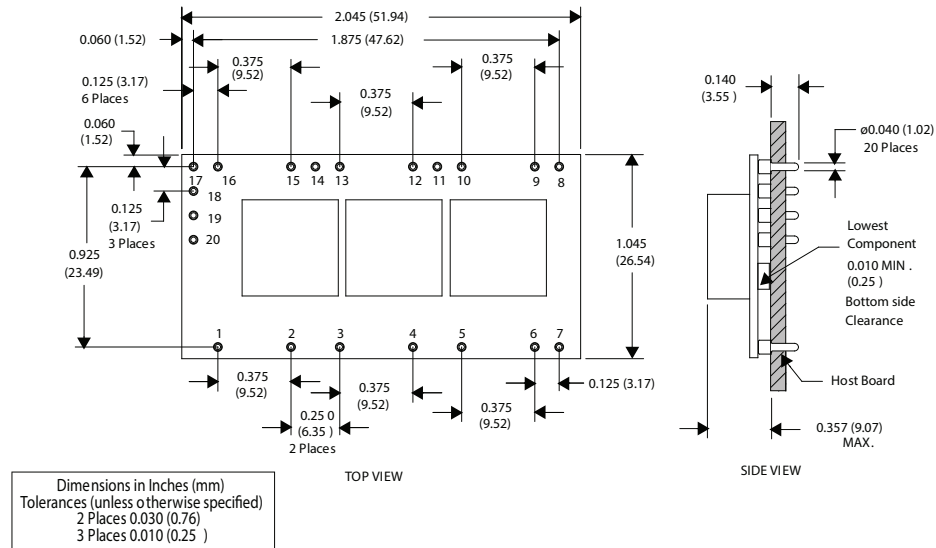 2.045 (51.94)
0.060 (1.52)
1.875 (47.62)
0.375
(9.52)
0.375
(9.52)
0.125 (3.17)
6 Places
0.375
(9.52)
0.060
(1.52)
17 16 15 14 13 12 11 10 9 8
18
0.125
(3.17)
3 Places
19
20
0.925
(23.49)
1.045
(26.54)
1 2 3 4 5 6 7
0.375
(9.52)
0.375
(9.52)
0.125 (3.17)
0.25 0
(6.35 )
2 Places
0.375
(9.52)
TOP VIEW
0.140
(3.55 )
ø0.040 (1.02)
20 Places
Lowest
Component
0.010 MIN .
(0.25 )
Bottom side
Clearance
Host Board
0.357 (9.07)
MAX.
SIDE VIEW
Dimensions in Inches (mm)
Tolerances (unless otherwise specified)
2 Places 0.030 (0.76)
3 Places 0.010 (0.25 )